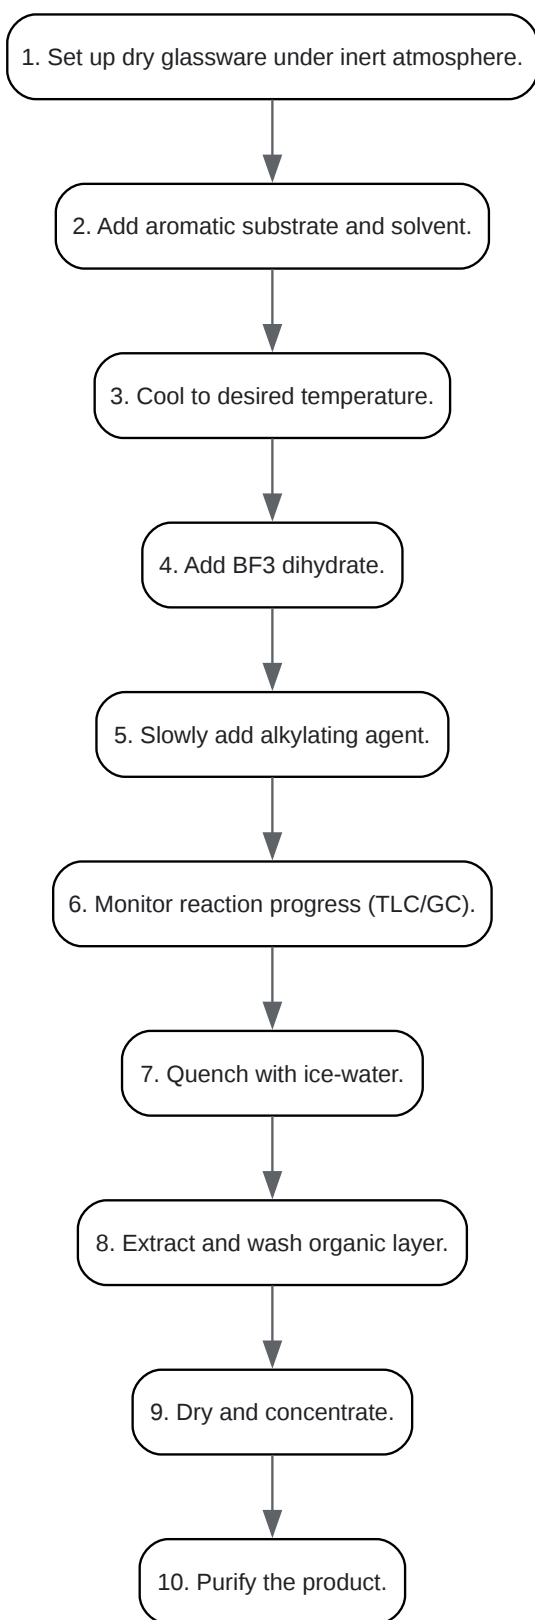 1. Set up dry glassware under inert atmosphere.
2. Add aromatic substrate and solvent.
3. Cool to desired temperature.
4. Add BF3 dihydrate.
5. Slowly add alkylating agent.
6. Monitor reaction progress (TLC/GC).
7. Quench with ice-water.
8. Extract and wash organic layer.
9. Dry and concentrate.
10. Purify the product.